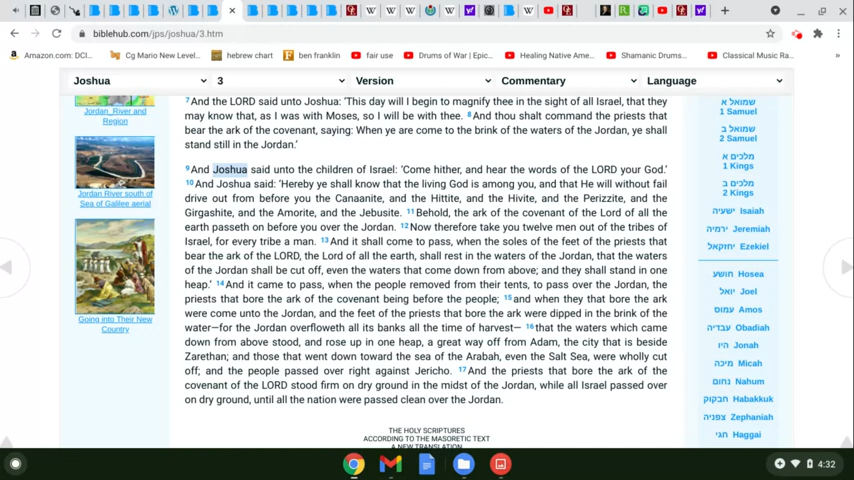 biblehub.com/jps/joshua/3.htm
Amazon.com: DCI...
Cg Mario New Level...
hebrew chart
ben franklin
fair use
Drums of War | Epic...
Healing Native Ame...
Shamanic Drums...
Classical Music Ra...
»
Joshua
3
Version
Commentary
Language
Jordan_River and
Region
Jordan River south of
Sea of Galilee aerial
Going into Their New
Country
7And the LORD said unto Joshua: ‘This day will I begin to magnify thee in the sight of all Israel, that they
may know that, as I was with Moses, so I will be with thee. 8And thou shalt command the priests that
bear the ark of the covenant, saying: When ye are come to the brink of the waters of the Jordan, ye shall
stand still in the Jordan.’
9And Joshua said unto the children of Israel: ‘Come hither, and hear the words of the LORD your God.’
10And Joshua said: ‘Hereby ye shall know that the living God is among you, and that He will without fail
drive out from before you the Canaanite, and the Hittite, and the Hivite, and the Perizzite, and the
Girgashite, and the Amorite, and the Jebusite. 11Behold, the ark of the covenant of the Lord of all the
earth passeth on before you over the Jordan. 12Now therefore take you twelve men out of the tribes of
Israel, for every tribe a man. 13And it shall come to pass, when the soles of the feet of the priests that
bear the ark of the LORD, the Lord of all the earth, shall rest in the waters of the Jordan, that the waters
of the Jordan shall be cut off, even the waters that come down from above; and they shall stand in one
heap.’ 14And it came to pass, when the people removed from their tents, to pass over the Jordan, the
priests that bore the ark of the covenant being before the people; 15and when they that bore the ark
were come unto the Jordan, and the feet of the priests that bore the ark were dipped in the brink of the
water—for the Jordan overfloweth all its banks all the time of harvest— 16that the waters which came
down from above stood, and rose up in one heap, a great way off from Adam, the city that is beside
Zarethan; and those that went down toward the sea of the Arabah, even the Salt Sea, were wholly cut
off; and the people passed over right against Jericho. 17And the priests that bore the ark of the
covenant of the LORD stood firm on dry ground in the midst of the Jordan, while all Israel passed over
on dry ground, until all the nation were passed clean over the Jordan.
THE HOLY SCRIPTURES
ACCORDING TO THE MASORETIC TEXT
A NEW TRANSLATION
שמואל א
1 Samuel
שמואל ב
2 Samuel
מלכים א
1 Kings
מלכים ב
2 Kings
ישעיה Isaiah
ירמיה Jeremiah
יחזקאל Ezekiel
הושע Hosea
יואל Joel
עמוס Amos
עבדיה Obadiah
Jonah
מיכה Micah
נחום Nahum
חבקוק Habakkuk
צפניה Zephaniah
חגי Haggai
4:32